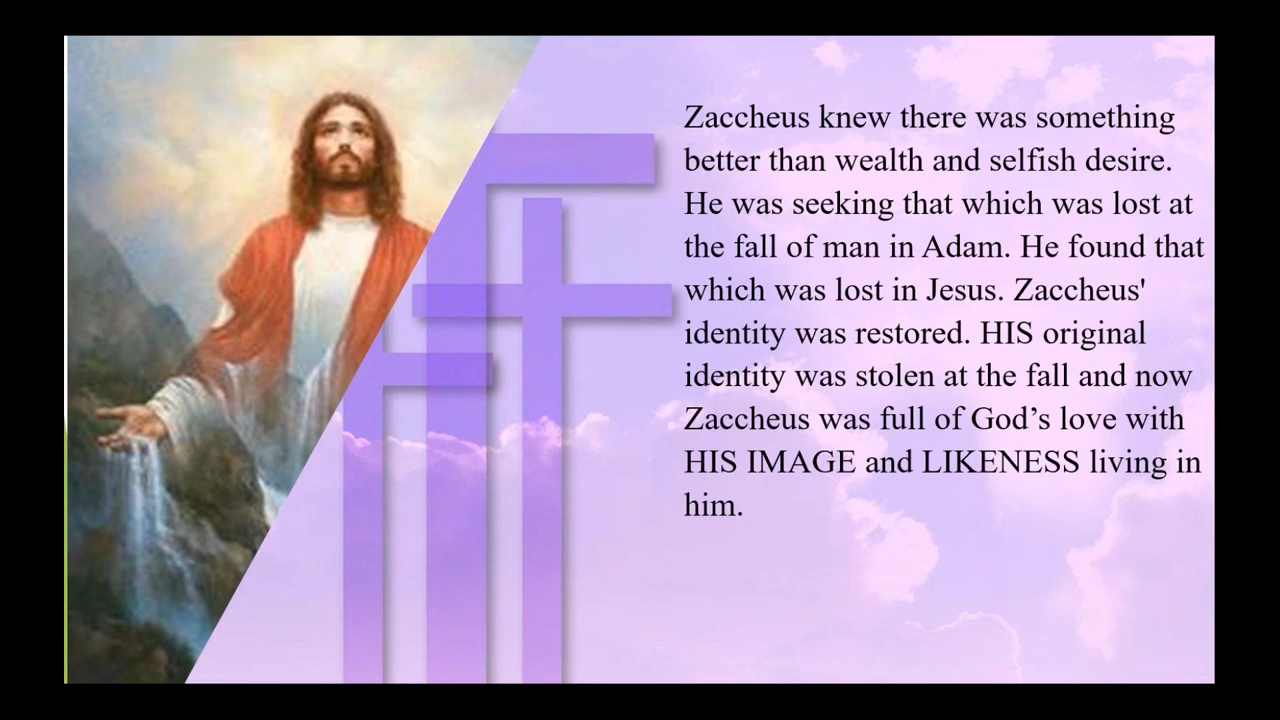 Zaccheus knew there was something
better than wealth and selfish desire.
He was seeking that which was lost at
the fall of man in Adam. He found that
which was lost in Jesus. Zaccheus'
identity was restored. HIS original
identity was stolen at the fall and now
Zaccheus was full of God’s love with
HIS IMAGE and LIKENESS living in
him.